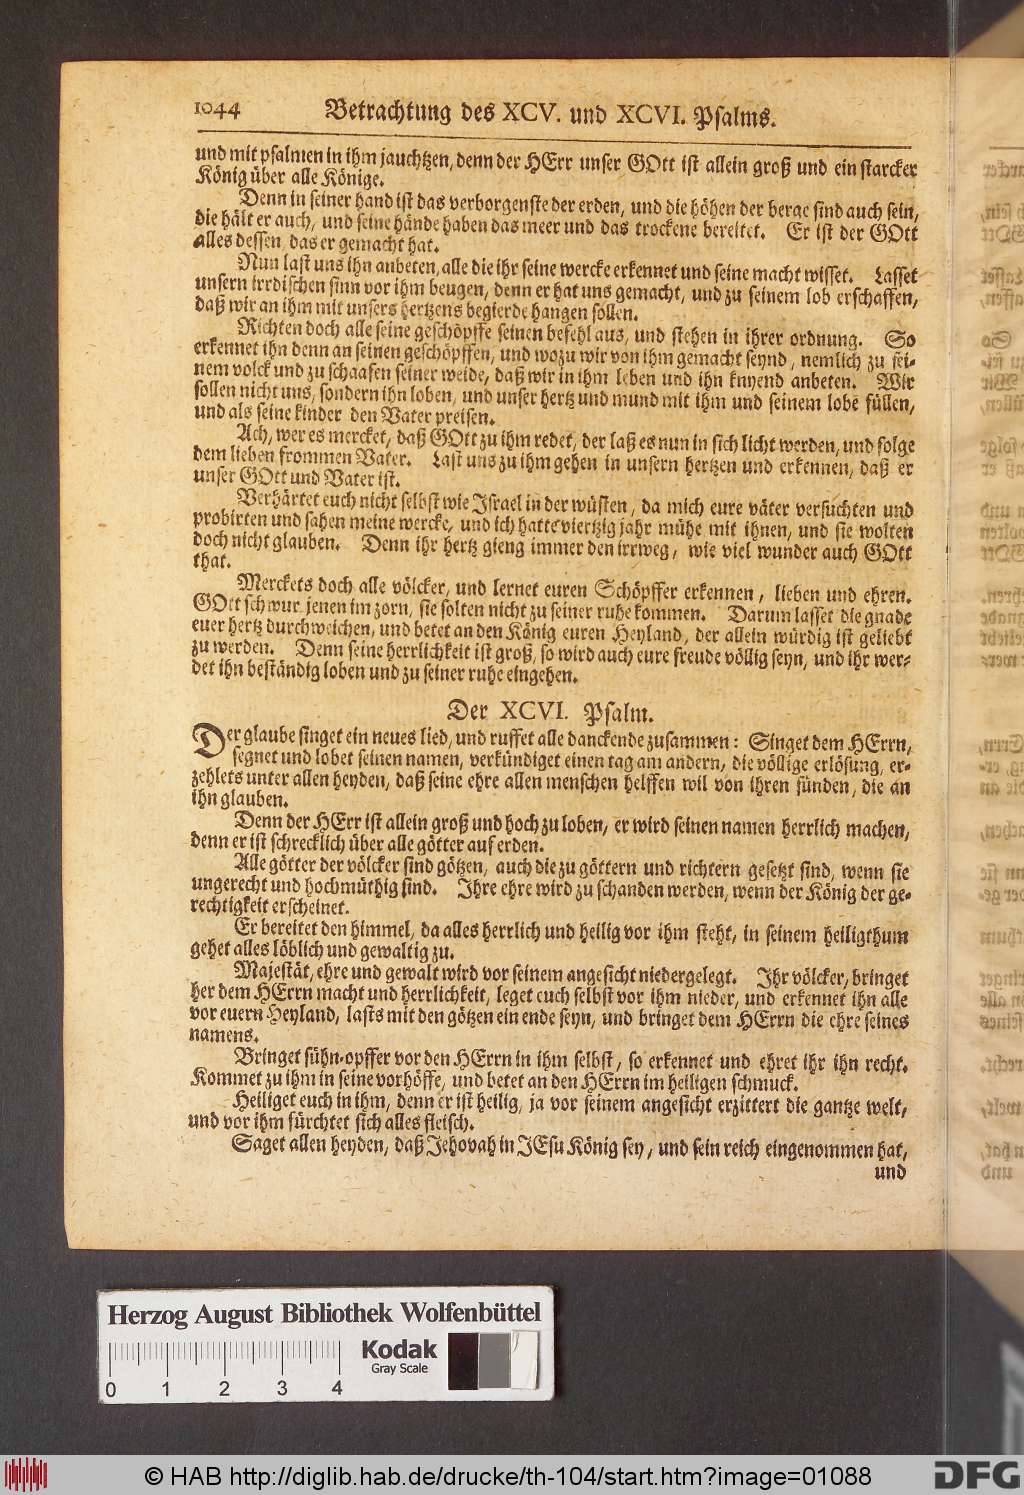 1044 Betrachtung des XCV. und XCVI. Psalms.
und mit psalmen in ihm jauchtzen, denn der HErr unser GOtt ist allein groß und ein starcker
König über alle Könige.
Denn in seiner hand ist das verborgenste der erden, und die höhen der berge sind auch sein,
die hält er auch, und seine hände haben das meer und das trockene bereitet. Er ist der GOtt
alles dessen, das er gemacht hat.
Nun last uns ihn anbeten, alle die ihr seine wercke erkennet und seine macht wisset. Lasset
unsern irrdischen sinn vor ihm beugen, denn er hat uns gemacht, und zu seinem lob erschaffen,
daß wir an ihm mit unsers hertzens begierde hangen sollen.
Richten doch alle seine geschöpffe seinen befehl aus, und stehen in ihrer ordnung. So
erkennet ihn denn an seinen geschöpffen, und wozu wir von ihm gemacht seynd, nemlich zu sei-
nem volck und zu schaafen seiner weide, daß wir in ihm leben und ihn knyend anbeten. Wir
sollen nicht uns, sondern ihn loben, und unser hertz und mund mit ihm und seinem lobe füllen,
und als seine kinder den Vater preisen.
Ach, wer es mercket, daß GOtt zu ihm redet, der laß es nun in sich licht werden, und folge
dem lieben frommen Vater. Last uns zu ihm gehen in unsern hertzen und erkennen, daß er
unser GOtt und Vater ist.
Verhärtet euch nicht selbst wie Israel in der wüsten, da mich eure väter versuchten und
probirten und sahen meine wercke, und ich hatte viertzig jahr mühe mit ihnen, und sie wolten
doch nicht glauben. Denn ihr hertz gieng immer den irrweg, wie viel wunder auch GOtt
that.
Merckets doch alle völcker, und lernet euren Schöpffer erkennen, lieben und ehren.
GOtt schwur jenen im zorn, sie solten nicht zu seiner ruhe kommen. Darum lasset die gnade
euer hertz durchweichen, und betet an den König euren Heyland, der allein würdig ist geliebt
zu werden. Denn seine herrlichkeit ist groß, so wird auch eure freude völlig seyn, und ihr wer-
det ihn beständig loben und zu seiner ruhe eingehen.
Der XCVI. Psalm.
Der glaube singet ein neues lied, und ruffet alle danckende zusammen: Singet dem HErrn,
segnet und lobet seinen namen, verkündiget einen tag am andern, die völlige erlösung, er-
zehlets unter allen heyden, daß seine ehre allen menschen helffen wil von ihren sünden, die an
ihn glauben.
Denn der HErr ist allein groß und hoch zu loben, er wird seinen namen herrlich machen,
denn er ist schrecklich über alle götter auf erden.
Alle götter der völcker sind götzen, auch die zu göttern und richtern gesetzt sind, wenn sie
ungerecht und hochmüthig sind. Ihre ehre wird zu schanden werden, wenn der König der ge-
rechtigkeit erscheinet.
Er bereitet den himmel, da alles herrlich und heilig vor ihm steht, in seinem heiligthum
gehet alles löblich und gewaltig zu.
Majestät, ehre und gewalt wird vor seinem angesicht niedergelegt. Ihr völcker, bringet
her dem HErrn macht und herrlichkeit, leget euch selbst vor ihm nieder, und erkennet ihn alle
vor euern Heyland, lasts mit den götzen ein ende seyn, und bringet dem HErrn die ehre seines
namens.
Bringet sühn-opffer vor den HErrn in ihm selbst, so erkennet und ehret ihr ihn recht.
Kommet zu ihm in seine vorhöffe, und betet an den HErrn im heiligen schmuck.
Heiliget euch in ihm, denn er ist heilig, ja vor seinem angesicht erzittert die gantze welt,
und vor ihm fürchtet sich alles fleisch.
Saget allen heyden, daß Jehovah in JEsu König sey, und sein reich eingenommen hat,
und
Herzog August Bibliothek Wolfenbüttel
Kodak
Gray Scale
0 1 2 3 4
© HAB http://diglib.hab.de/drucke/th-104/start.htm?image=01088
DFG